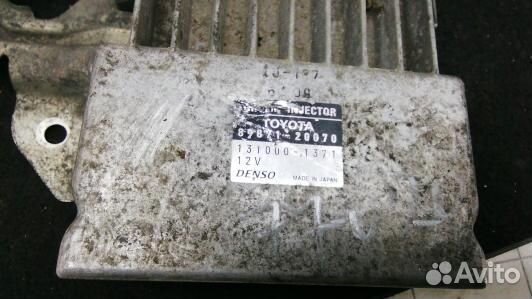 INJECTOR
TOYOTA
89871-20070
131000-1371
12V
DENSO MADE IN JAPAN
Avito